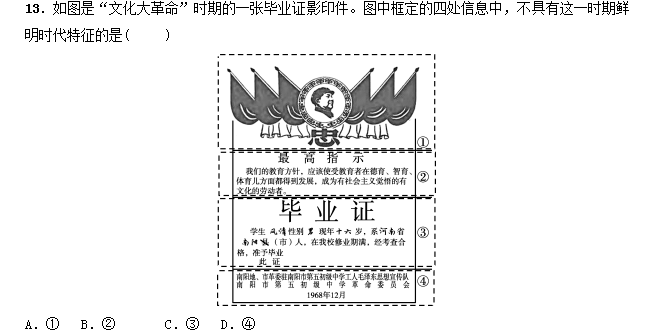 13. 如图是“文化大革命”时期的一张毕业证影印件。图中框定的四处信息中，不具有这一时期鲜
明时代特征的是(      )
忠
①
最 高 指 示
我们的教育方针，应该使受教育者在德育、智育、
体育几方面都得到发展，成为有社会主义觉悟的有
文化的劳动者。
②
毕 业 证
学生 性别 男 现年十六岁，系河南省
南阳 （市）人，在我校修业期满，经考查合
格，准予毕业
此 证
③
南阳地、市革委驻南阳市第五初级中学工人毛泽东思想宣传队
南阳市第五初级中学革命委员会
1968年12月
④
A. ① B. ② C. ③ D. ④